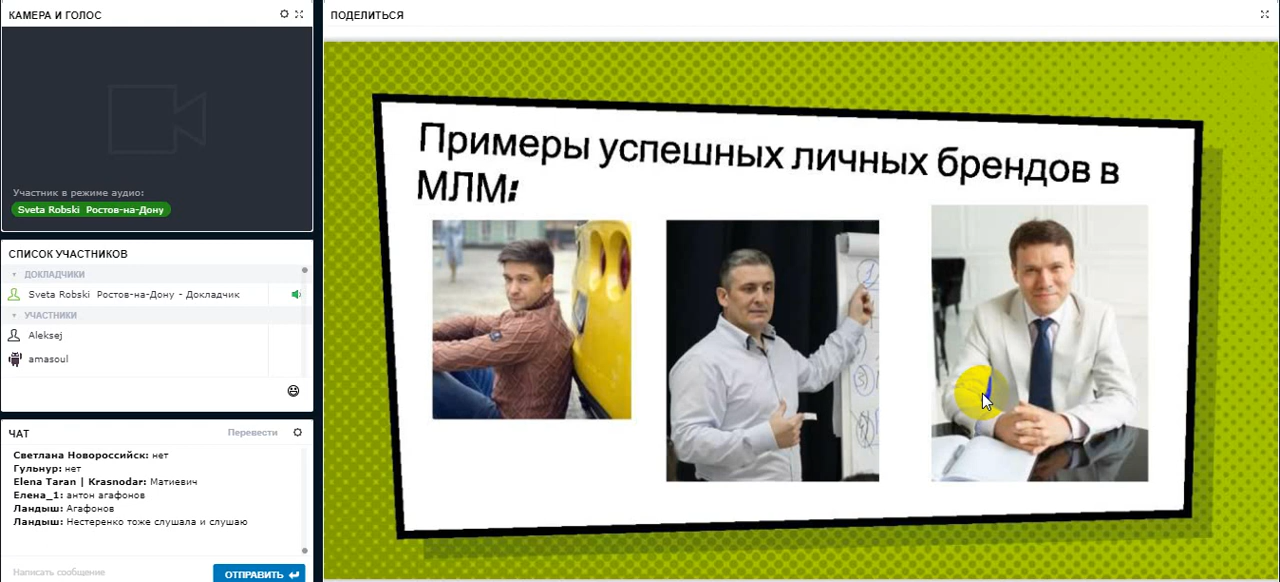 КАМЕРА И ГОЛОС
Участник в режиме аудио:
Sveta Robski Ростов-на-Дону
СПИСОК УЧАСТНИКОВ
ДОКЛАДЧИКИ
Sveta Robski Ростов-на-Дону - Докладчик
УЧАСТНИКИ
Aleksej
amasoul
ЧАТ
Перевести
Светлана Новороссийск: нет
Гульнур: нет
Elena Taran | Krasnodar: Матиевич
Елена_1: антон агафонов
Ландыш: Агафонов
Ландыш: Нестеренко тоже слушала и слушаю
Написать сообщение
ОТПРАВИТЬ
ПОДЕЛИТЬСЯ
Примеры успешных личных брендов в
МЛМ: